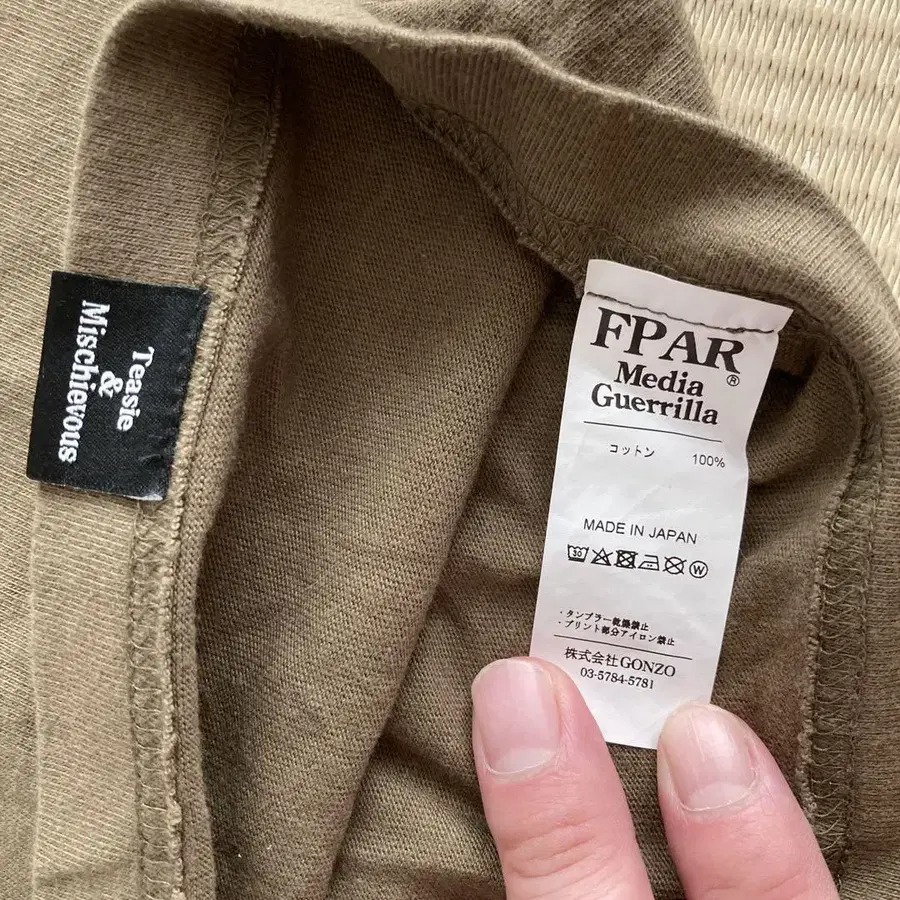 Teasie
&
Mischievous
FPAR®
Media
Guerrilla
コットン 100%
MADE IN JAPAN
30
W
・タンブラー乾燥禁止
・プリント部分アイロン禁止
株式会社GONZO
03-5784-5781